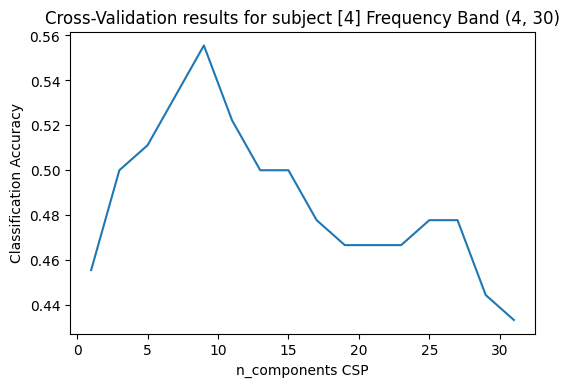 Cross-Validation results for subject [4] Frequency Band (4, 30)
Classification Accuracy
0.56
0.54
0.52
0.50
0.48
0.46
0.44
0 5 10 15 20 25 30
n_components CSP